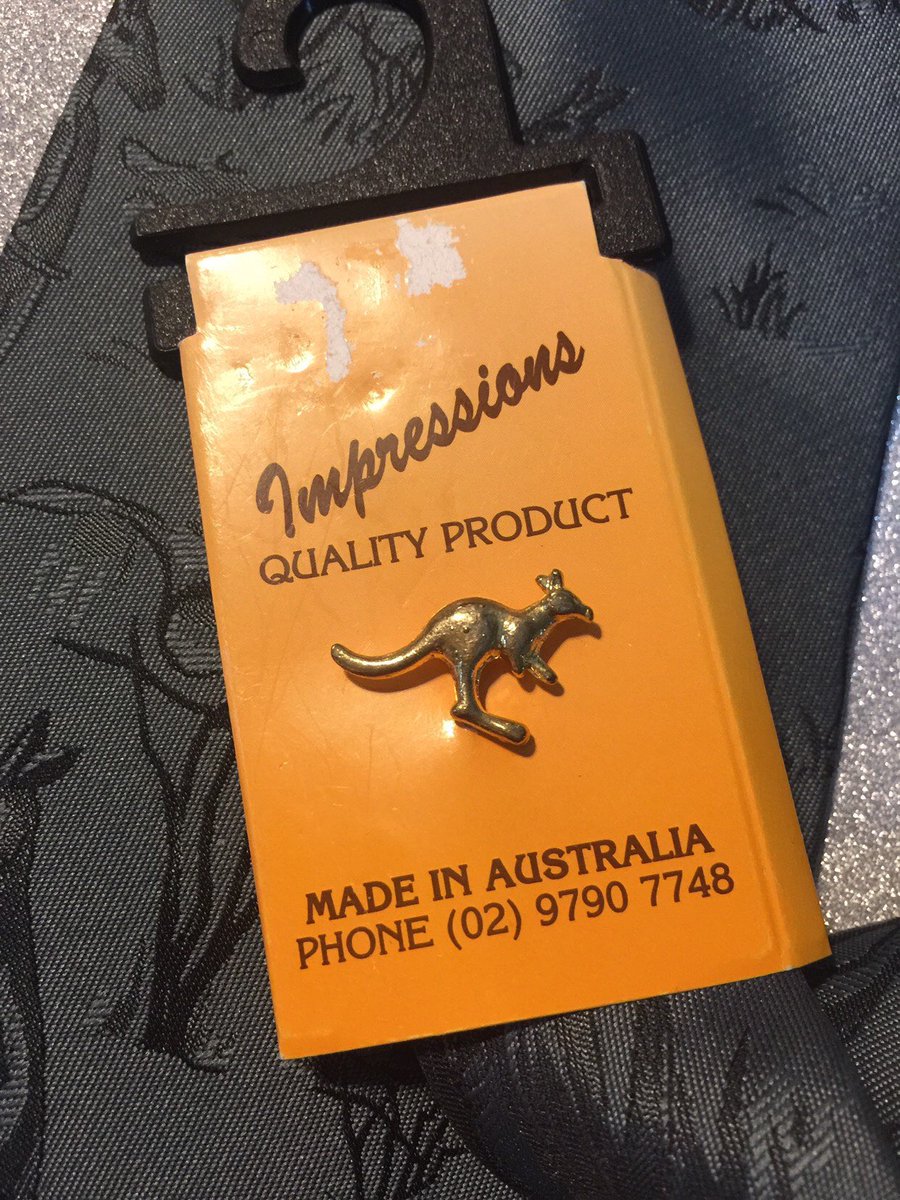 Impressions
QUALITY PRODUCT
MADE IN AUSTRALIA
PHONE (02) 9790 7748